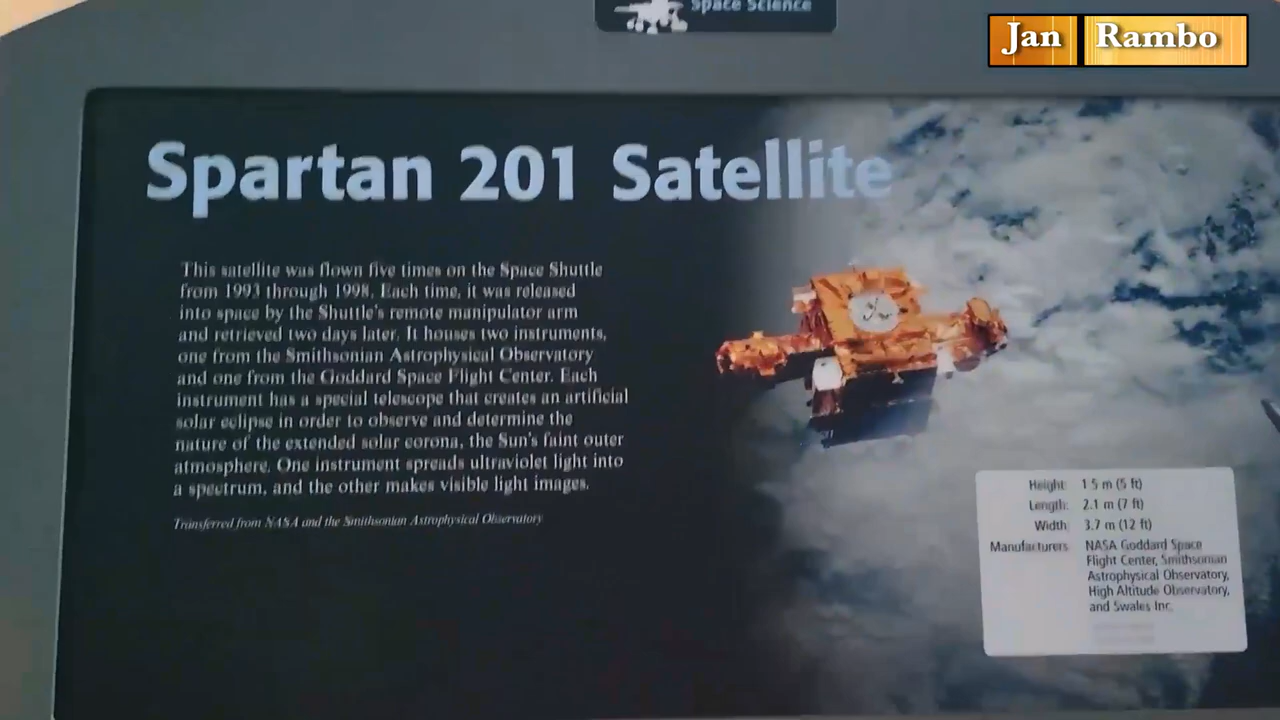 Space Science
Jan Rambo
Spartan 201 Satellite
This satellite was flown five times on the Space Shuttle
from 1993 through 1998. Each time, it was released
into space by the Shuttle's remote manipulator arm
and retrieved two days later. It houses two instruments,
one from the Smithsonian Astrophysical Observatory
and one from the Goddard Space Flight Center. Each
instrument has a special telescope that creates an artificial
solar eclipse in order to observe and determine the
nature of the extended solar corona, the Sun's faint outer
atmosphere. One instrument spreads ultraviolet light into
a spectrum, and the other makes visible light images.
Transferred from NASA and the Smithsonian Astrophysical Observatory
Height: 1.5 m (5 ft)
Length: 2.1 m (7 ft)
Width: 3.7 m (12 ft)
Manufacturers: NASA Goddard Space
Flight Center, Smithsonian
Astrophysical Observatory,
High Altitude Observatory,
and Swales Inc.